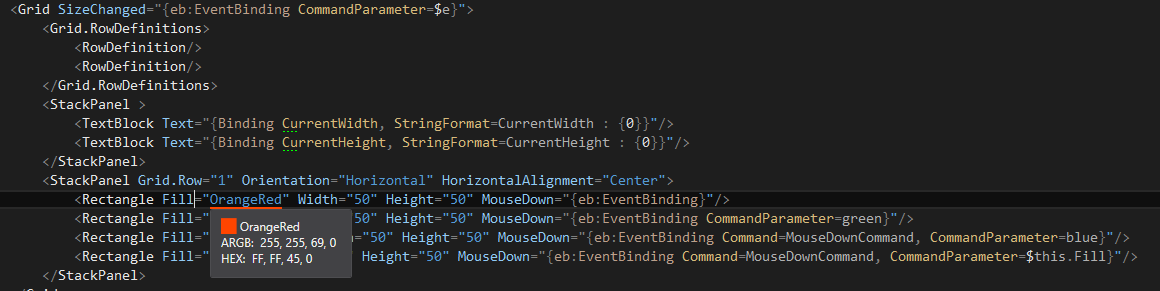 <Grid SizeChanged="{eb:EventBinding CommandParameter=$e}">
<Grid.RowDefinitions>
<RowDefinition/>
<RowDefinition/>
</Grid.RowDefinitions>
<StackPanel >
<TextBlock Text="{Binding CurrentWidth, StringFormat=CurrentWidth : {0}}"/>
<TextBlock Text="{Binding CurrentHeight, StringFormat=CurrentHeight : {0}}"/>
</StackPanel>
<StackPanel Grid.Row="1" Orientation="Horizontal" HorizontalAlignment="Center">
<Rectangle Fill="OrangeRed" Width="50" Height="50" MouseDown="{eb:EventBinding}"/>
<Rectangle Fill=" "50" Height="50" MouseDown="{eb:EventBinding CommandParameter=green}"/>
<Rectangle Fill=" ="50" Height="50" MouseDown="{eb:EventBinding Command=MouseDownCommand, CommandParameter=blue}"/>
<Rectangle Fill=" Height="50" MouseDown="{eb:EventBinding Command=MouseDownCommand, CommandParameter=$this.Fill}"/>
</StackPanel>
OrangeRed
ARGB: 255, 255, 69, 0
HEX: FF, FF, 45, 0